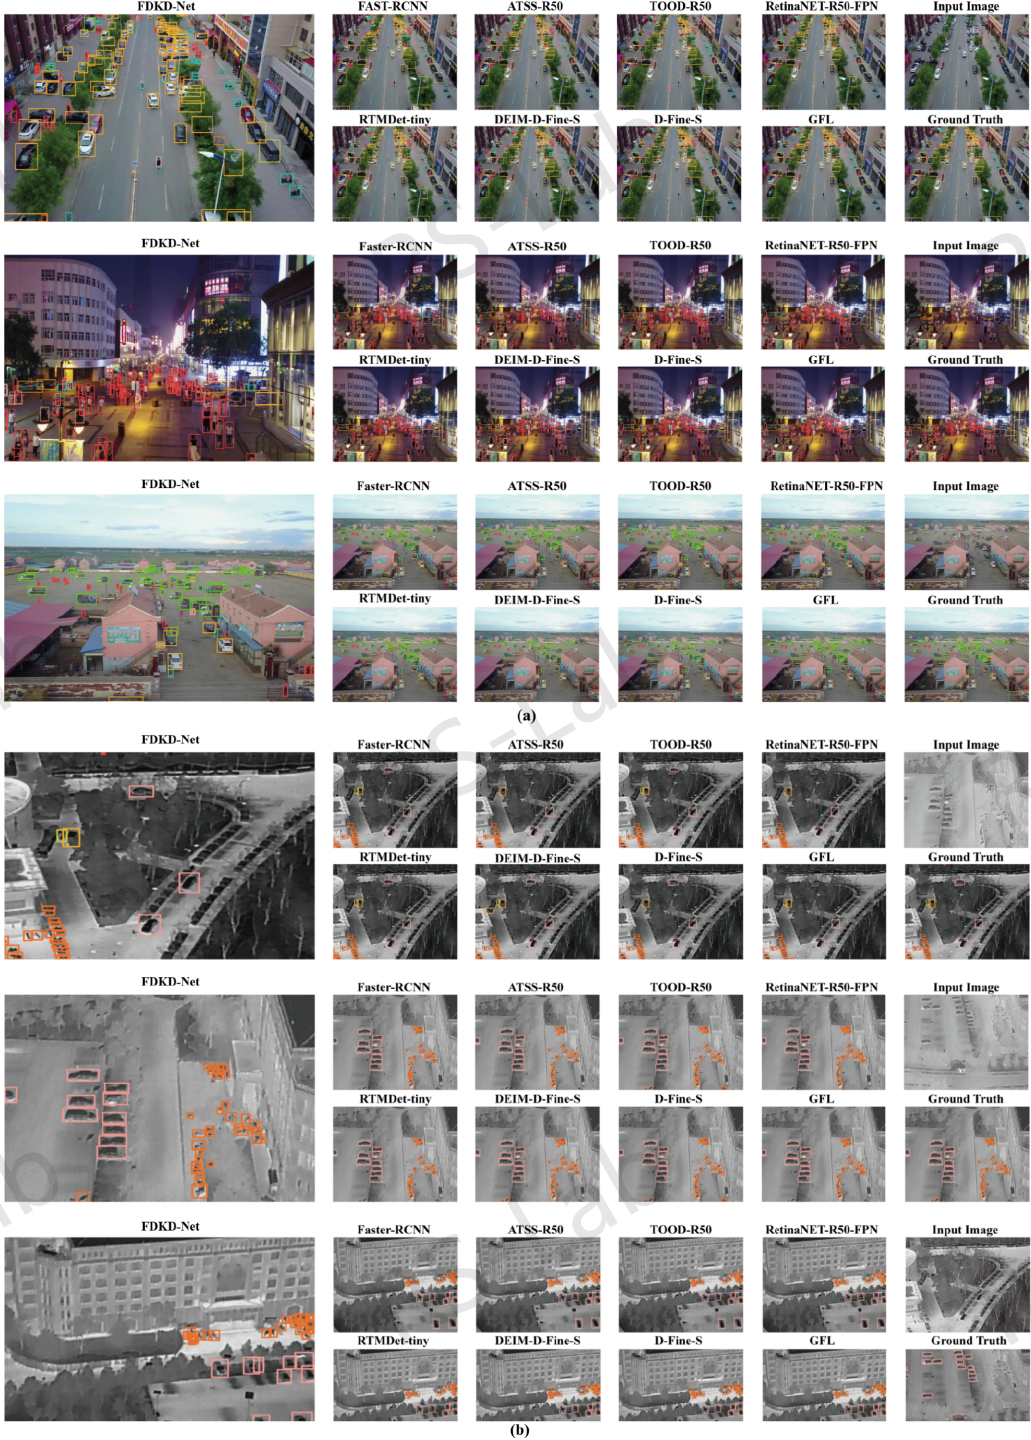 FDKD-Net FAST-RCNN ATSS-R50 TOOD-R50 RetinaNET-R50-FPN Input Image
RTMDet-tiny DEIM-D-Fine-S D-Fine-S GFL Ground Truth
FDKD-Net Faster-RCNN ATSS-R50 TOOD-R50 RetinaNET-R50-FPN Input Image
RTMDet-tiny DEIM-D-Fine-S D-Fine-S GFL Ground Truth
FDKD-Net Faster-RCNN ATSS-R50 TOOD-R50 RetinaNET-R50-FPN Input Image
RTMDet-tiny DEIM-D-Fine-S D-Fine-S GFL Ground Truth
(a)
FDKD-Net Faster-RCNN ATSS-R50 TOOD-R50 RetinaNET-R50-FPN Input Image
RTMDet-tiny DEIM-D-Fine-S D-Fine-S GFL Ground Truth
FDKD-Net Faster-RCNN ATSS-R50 TOOD-R50 RetinaNET-R50-FPN Input Image
RTMDet-tiny DEIM-D-Fine-S D-Fine-S GFL Ground Truth
FDKD-Net Faster-RCNN ATSS-R50 TOOD-R50 RetinaNET-R50-FPN Input Image
RTMDet-tiny DEIM-D-Fine-S D-Fine-S GFL Ground Truth
(b)